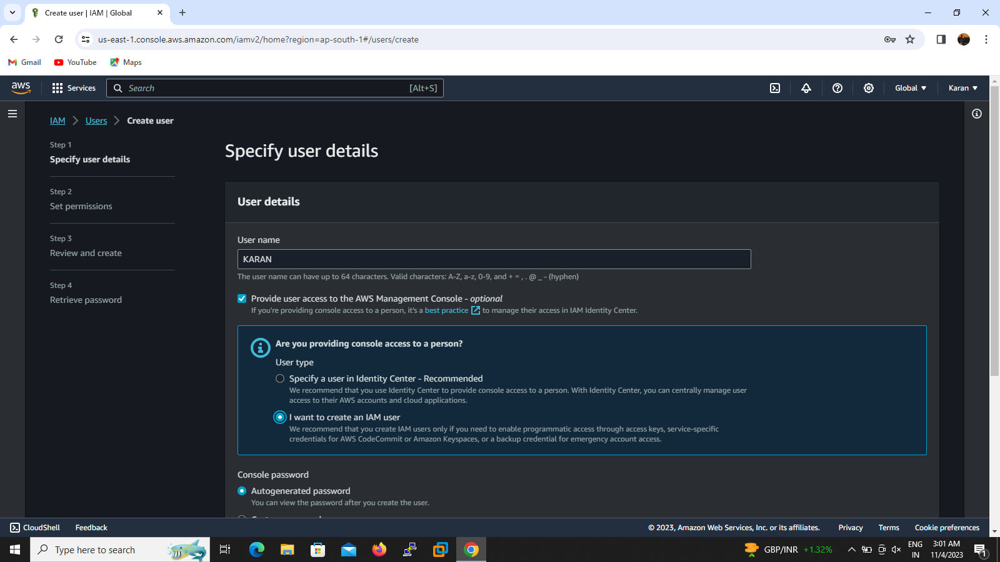 Create user | IAM | Global
us-east-1.console.aws.amazon.com/iamv2/home?region=ap-south-1#/users/create
Gmail
YouTube
Maps
aws
Services
Search
[Alt+S]
Global
Karan
IAM
Users
Create user
Step 1
Specify user details
Step 2
Set permissions
Step 3
Review and create
Step 4
Retrieve password
Specify user details
User details
User name
KARAN
The user name can have up to 64 characters. Valid characters: A-Z, a-z, 0-9, and + = , . @ _ - (hyphen)
Provide user access to the AWS Management Console - optional
If you're providing console access to a person, it's a best practice to manage their access in IAM Identity Center.
Are you providing console access to a person?
User type
Specify a user in Identity Center - Recommended
We recommend that you use Identity Center to provide console access to a person. With Identity Center, you can centrally manage user
access to their AWS accounts and cloud applications.
I want to create an IAM user
We recommend that you create IAM users only if you need to enable programmatic access through access keys, service-specific
credentials for AWS CodeCommit or Amazon Keyspaces, or a backup credential for emergency account access.
Console password
Autogenerated password
You can view the password after you create the user.
CloudShell
Feedback
© 2023, Amazon Web Services, Inc. or its affiliates.
Privacy
Terms
Cookie preferences
Type here to search
GBP/INR +1.32%
ENG
IN
3:01 AM
11/4/2023
1